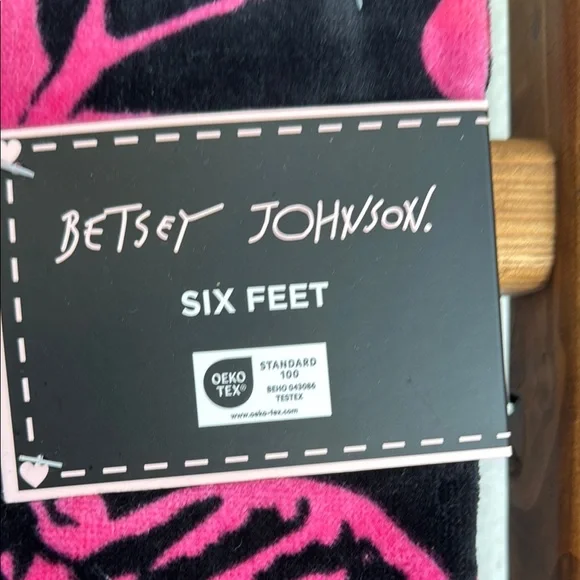 BETSEY JOHNSON.
SIX FEET
OEKO
TEX®
STANDARD
100
BEHO 043086
TESTEX
www.oeko-tex.com